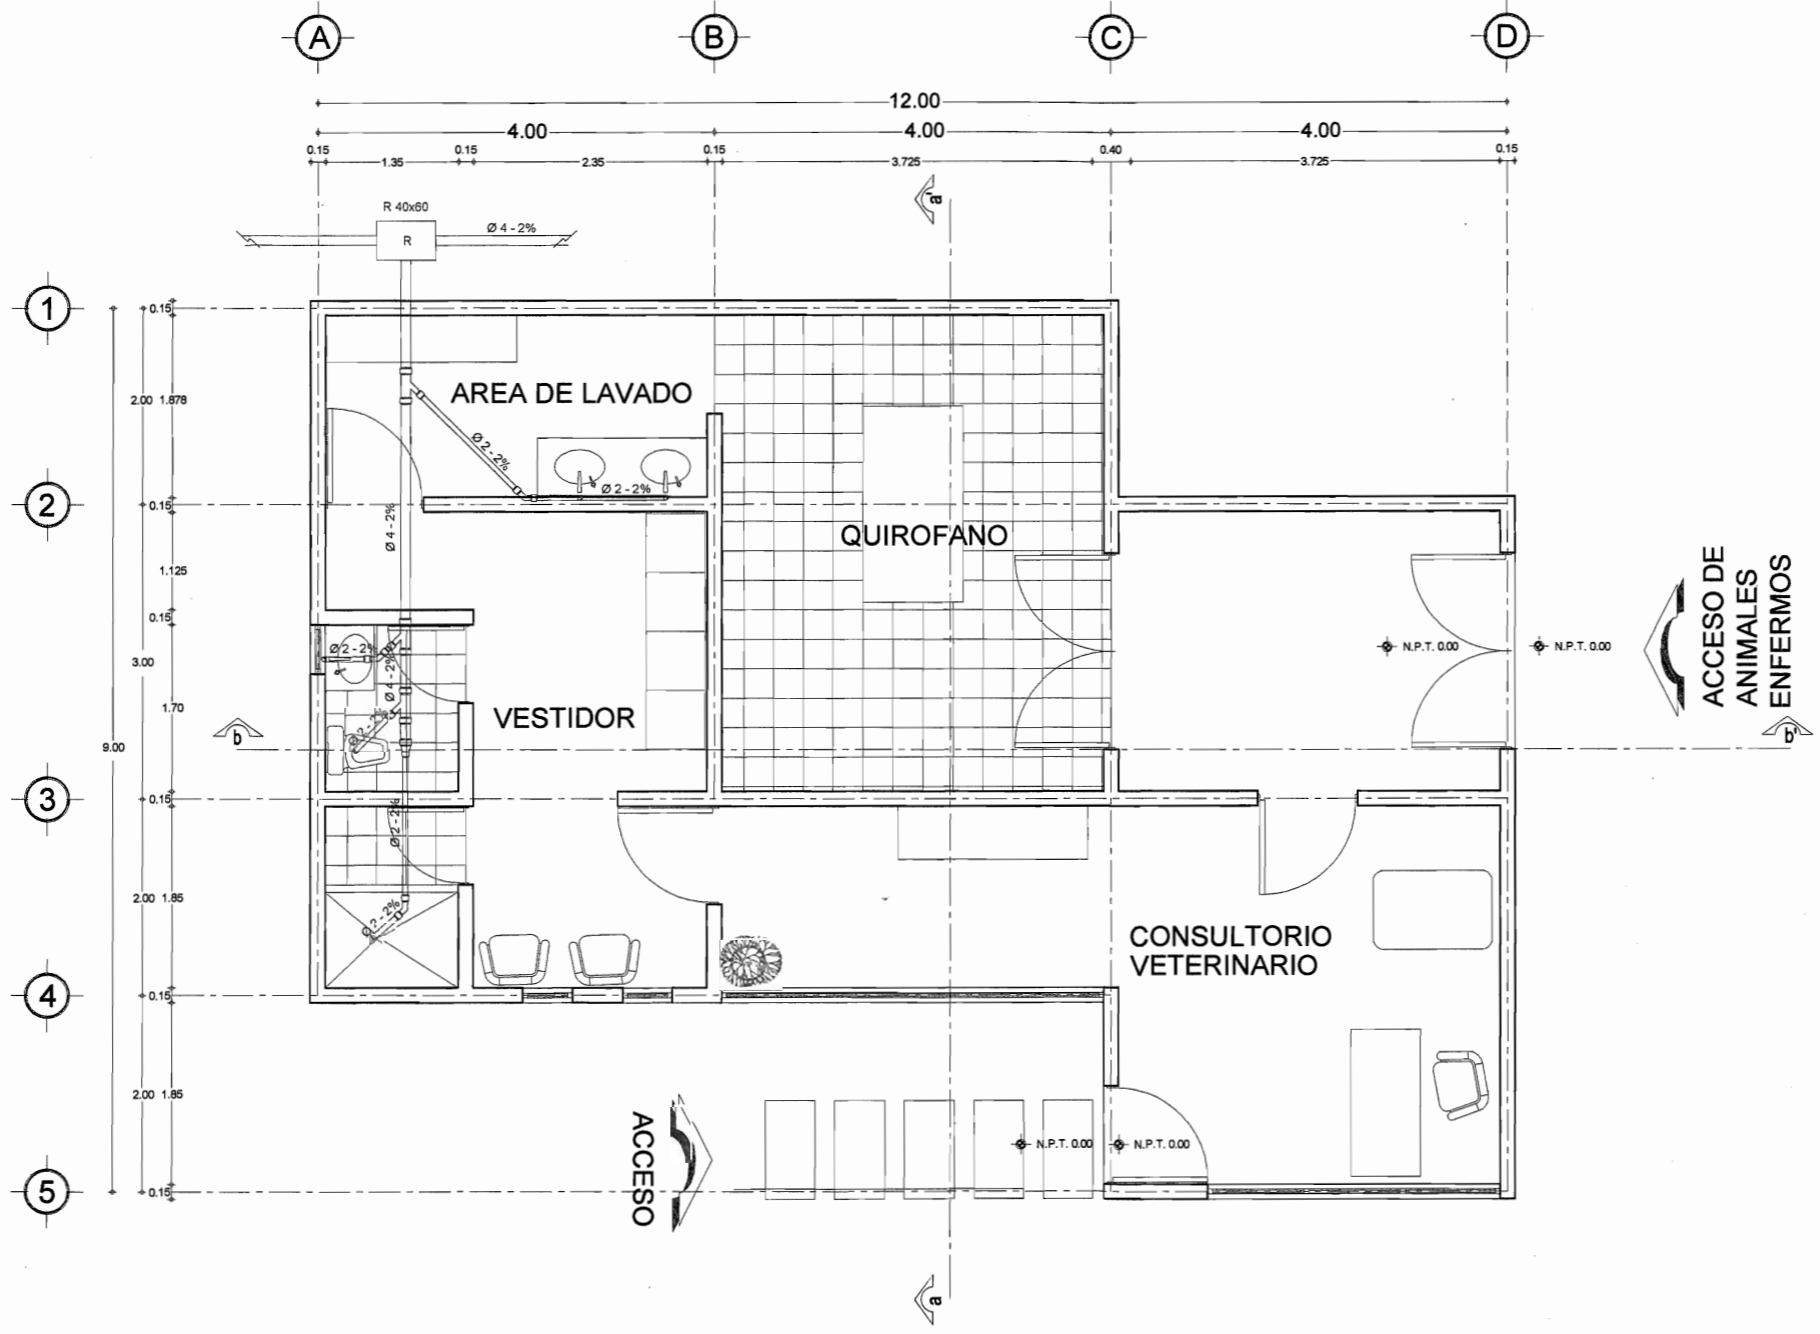 A B C D
12.00
4.00 4.00 4.00
0.15 0.15 0.15 0.40 0.15
1.35 2.35 3.725 3.725
a'
R 40x60
Ø 4 - 2%
R
1
0.15
2.00 1.878
AREA DE LAVADO
Ø 2 - 2%
Ø 2 - 2%
2
0.15
Ø 4 - 2%
QUIROFANO
1.125
0.15
ACCESO DE
ANIMALES
ENFERMOS
Ø 2 - 2%
N.P.T. 0.00
N.P.T. 0.00
3.00
Ø 4 - 2%
1.70
VESTIDOR
Ø 2 - 2%
b
b'
9.00
3
0.15
Ø 2 - 2%
2.00 1.85
Ø 2 - 2%
CONSULTORIO
VETERINARIO
4
0.15
2.00 1.85
ACCESO
N.P.T. 0.00
N.P.T. 0.00
5
0.15
a